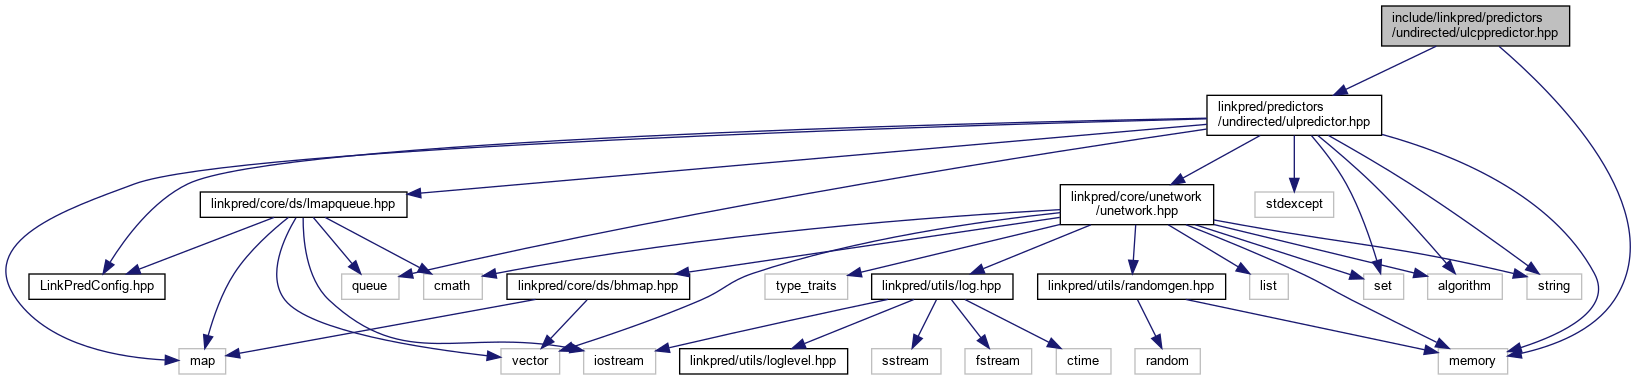 include/linkpred/predictors
/undirected/ulcppredictor.hpp
linkpred/predictors
/undirected/ulpredictor.hpp
linkpred/core/ds/lmapqueue.hpp
linkpred/core/unetwork
/unetwork.hpp
stdexcept
LinkPredConfig.hpp
queue
cmath
linkpred/core/ds/bhmap.hpp
type_traits
linkpred/utils/log.hpp
linkpred/utils/randomgen.hpp
list
set
algorithm
string
map
vector
iostream
linkpred/utils/loglevel.hpp
sstream
fstream
ctime
random
memory